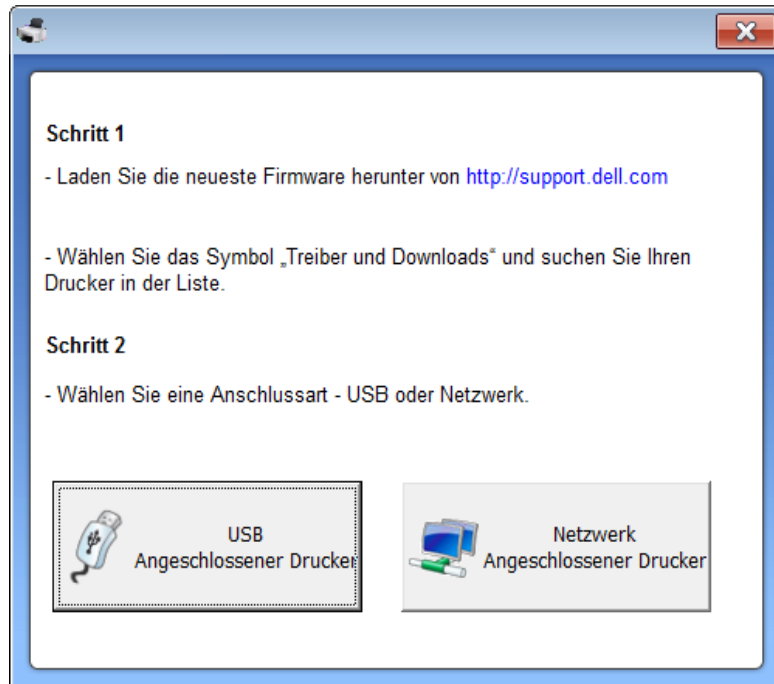 Schritt 1
- Laden Sie die neueste Firmware herunter von http://support.dell.com
- Wählen Sie das Symbol „Treiber und Downloads“ und suchen Sie Ihren
Drucker in der Liste.
Schritt 2
- Wählen Sie eine Anschlussart - USB oder Netzwerk.
USB
Angeschlossener Drucker
Netzwerk
Angeschlossener Drucker